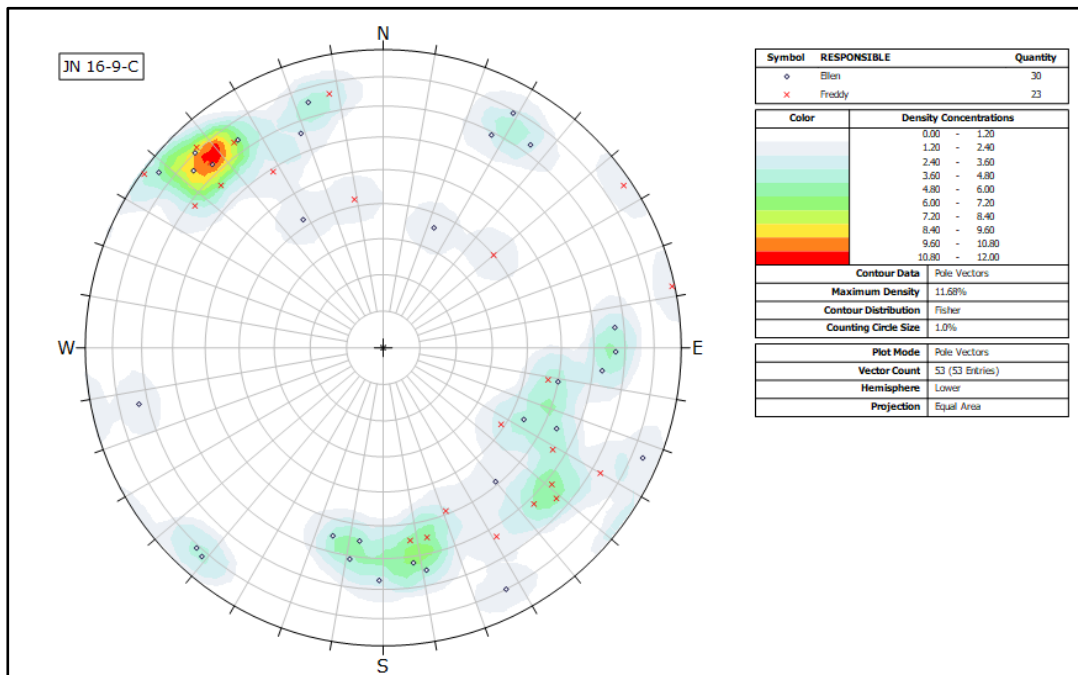 JN 16-9-C
N
W
E
S
Symbol RESPONSIBLE Quantity
Ellen 30
Freddy 23
Color Density Concentrations
0.00 - 1.20
1.20 - 2.40
2.40 - 3.60
3.60 - 4.80
4.80 - 6.00
6.00 - 7.20
7.20 - 8.40
8.40 - 9.60
9.60 - 10.80
10.80 - 12.00
Contour Data Pole Vectors
Maximum Density 11.68%
Contour Distribution Fisher
Counting Circle Size 1.0%
Plot Mode Pole Vectors
Vector Count 53 (53 Entries)
Hemisphere Lower
Projection Equal Area